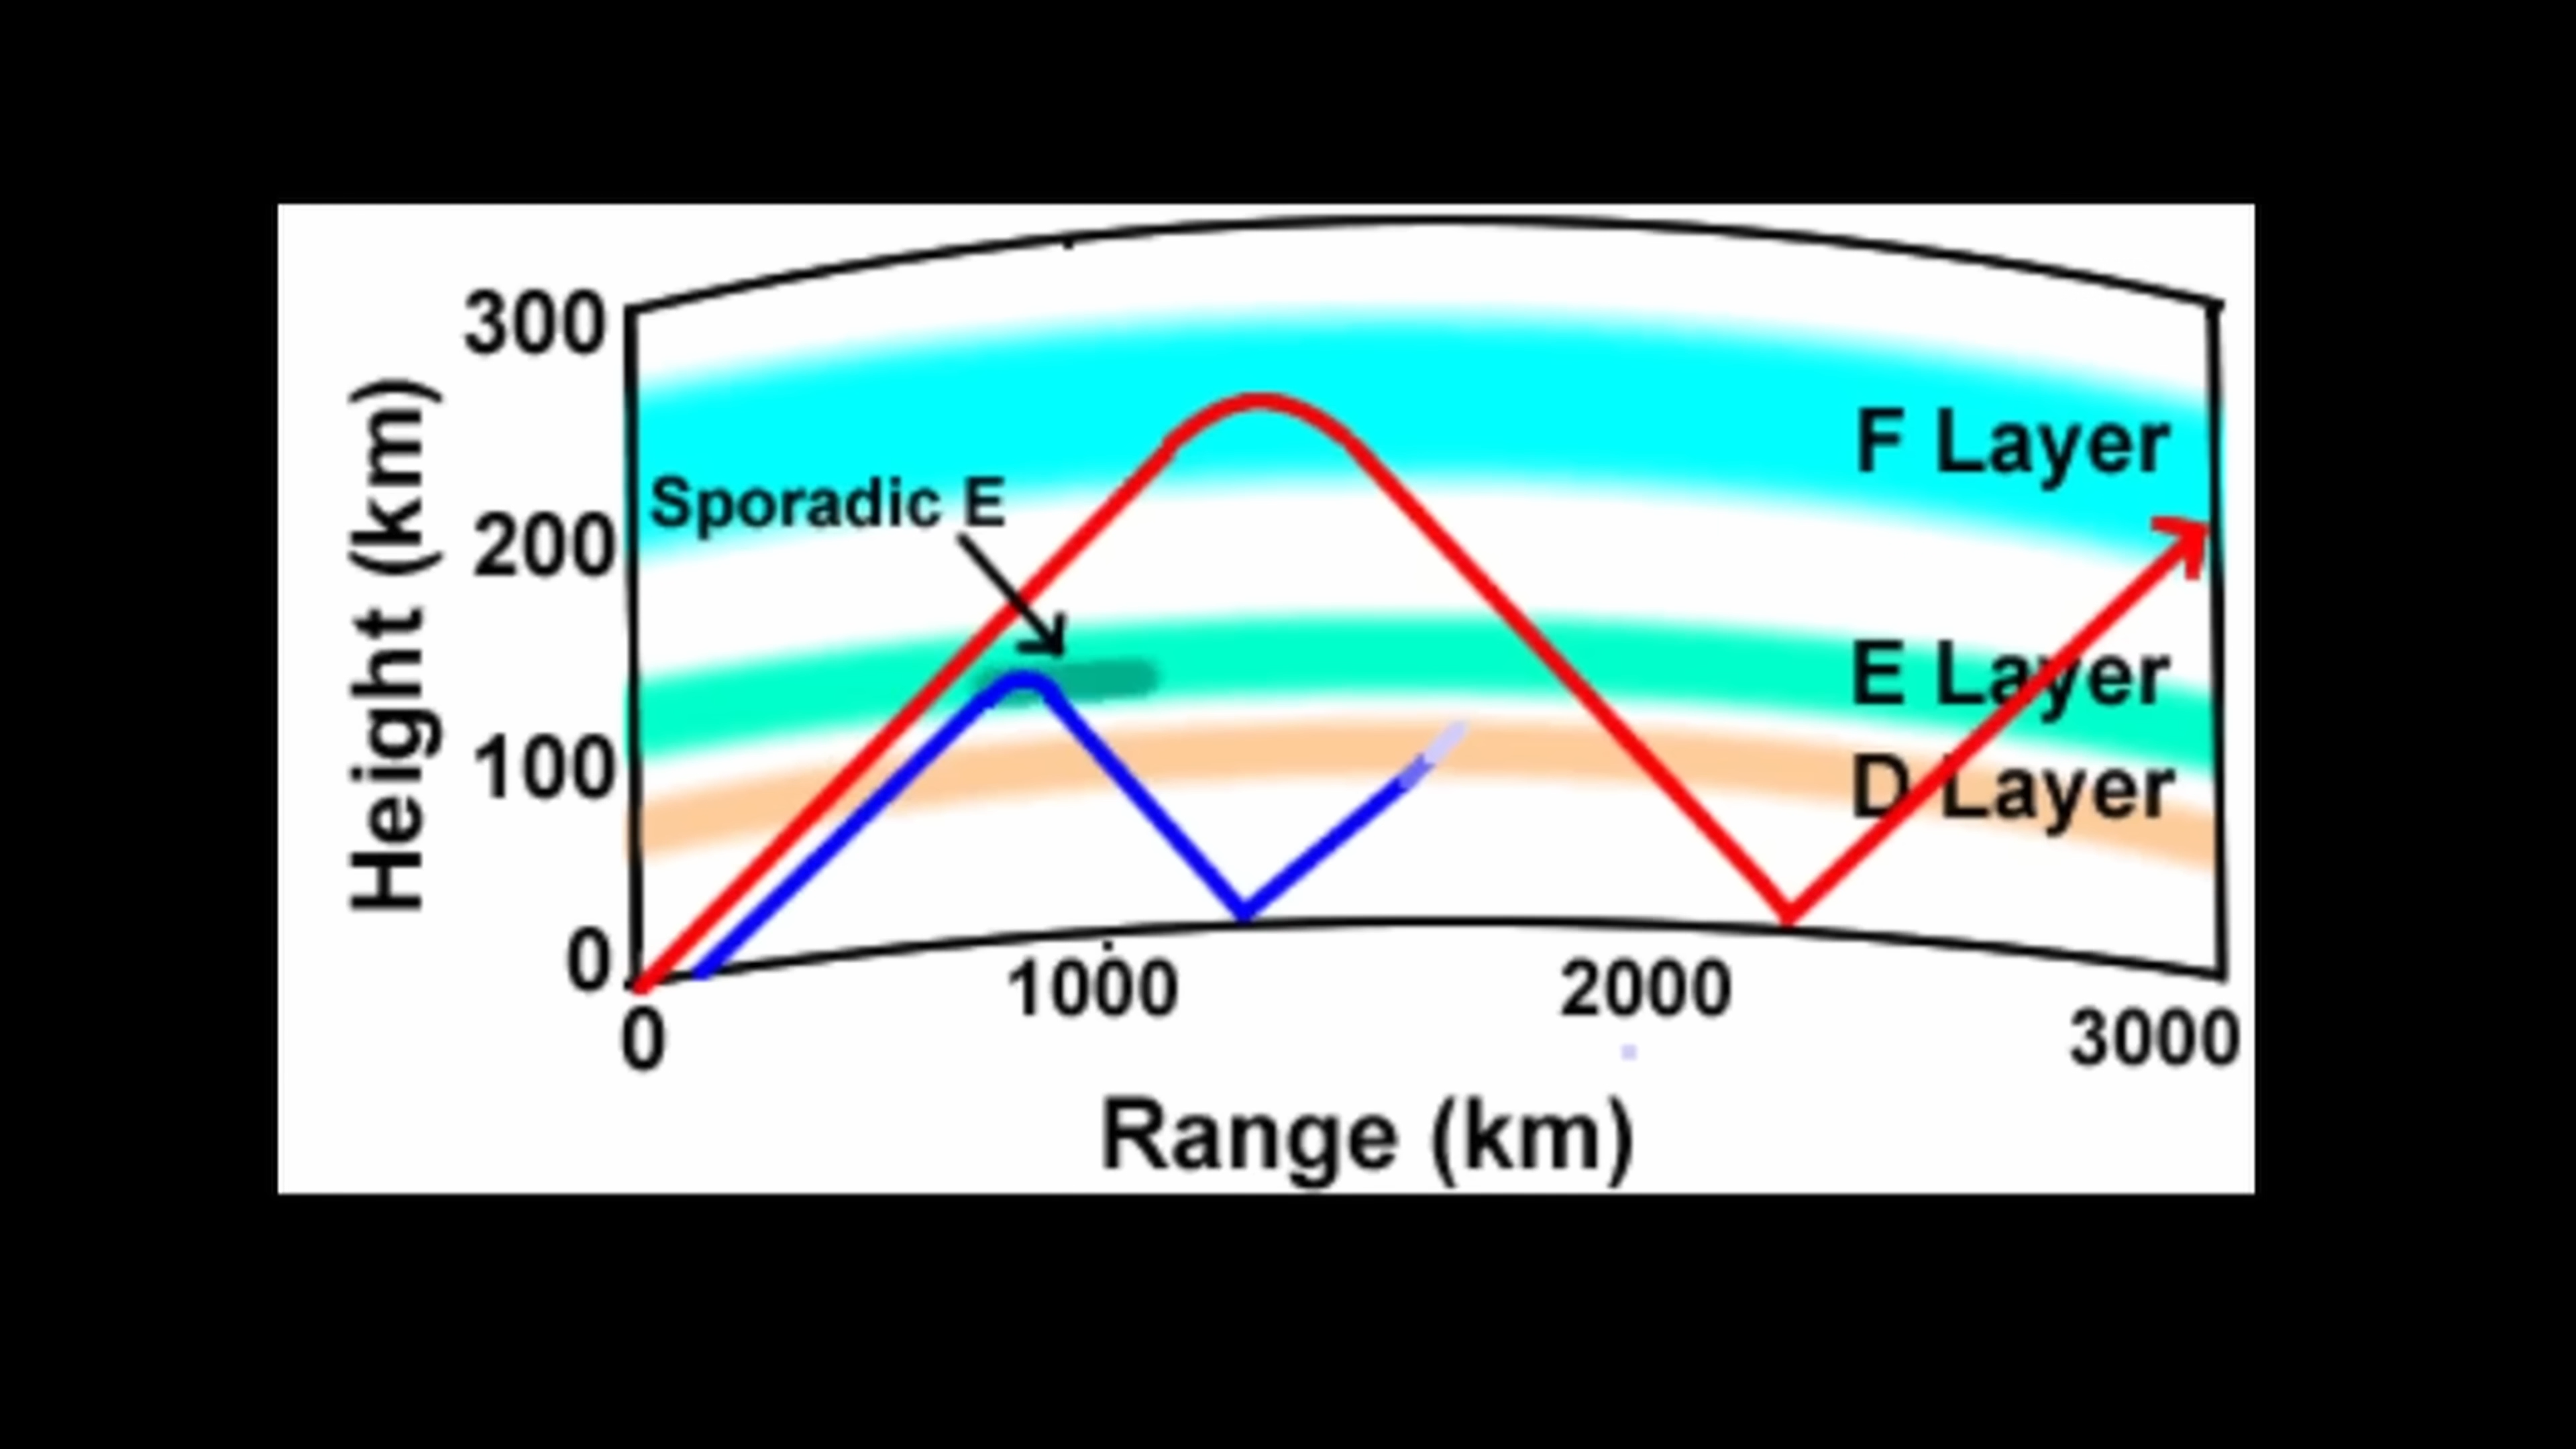 300
F Layer
Sporadic E
200
E Layer
100
D Layer
Height (km)
0
0
1000
2000
3000
Range (km)